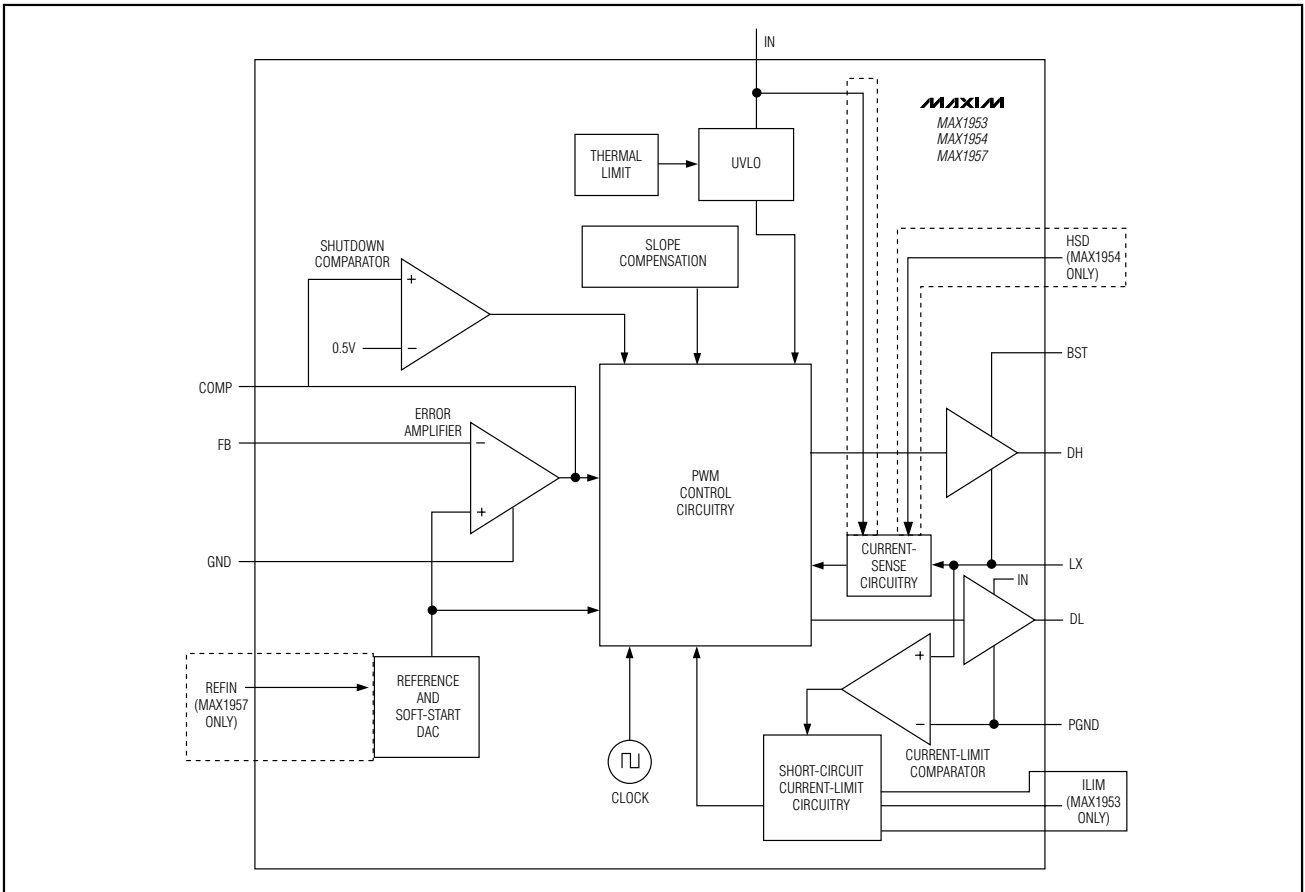 IN
MAXIM
MAX1953
MAX1954
MAX1957
THERMAL
LIMIT
UVLO
SLOPE
COMPENSATION
HSD
(MAX1954
ONLY)
SHUTDOWN
COMPARATOR
+
0.5V
−
BST
COMP
ERROR
AMPLIFIER
FB
−
DH
PWM
CONTROL
CIRCUITRY
+
GND
CURRENT-
SENSE
CIRCUITRY
LX
IN
DL
+
REFIN
(MAX1957
ONLY)
REFERENCE
AND
SOFT-START
DAC
−
PGND
CURRENT-LIMIT
COMPARATOR
CLOCK
SHORT-CIRCUIT
CURRENT-LIMIT
CIRCUITRY
ILIM
(MAX1953
ONLY)